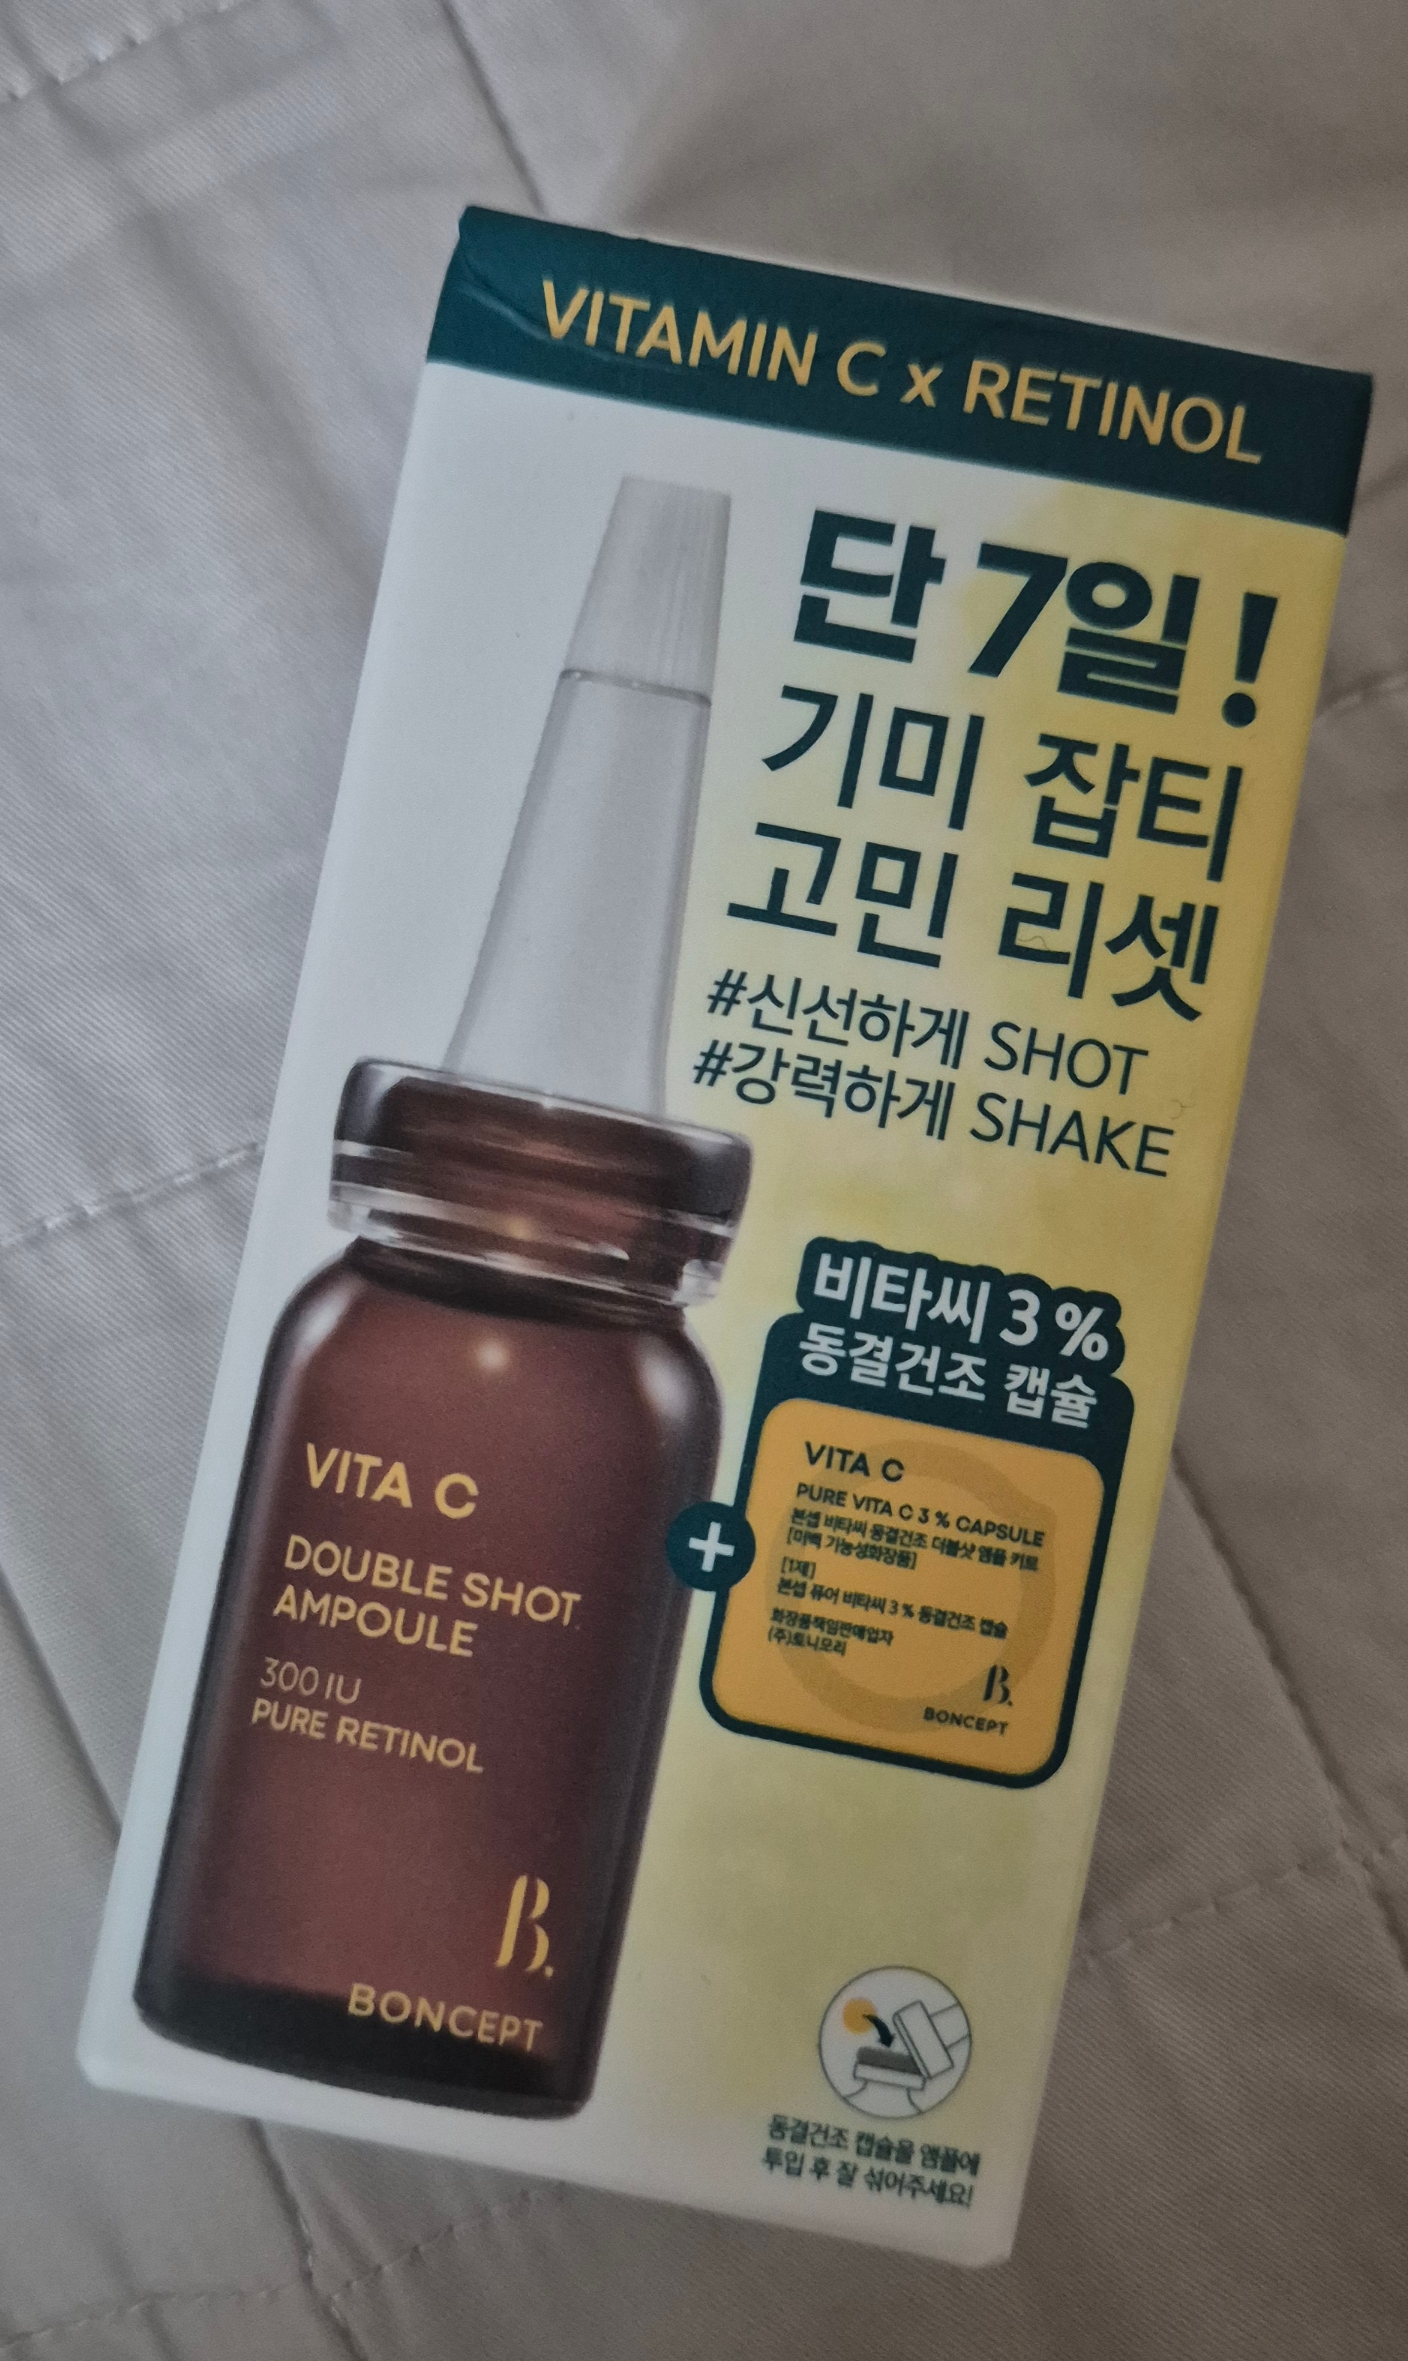 VITAMIN C x RETINOL
단 7일!
기미 잡티
고민 리셋
#신선하게 SHOT
#강력하게 SHAKE
비타씨 3%
동결건조 캡슐
VITA C
PURE VITA C 3 % CAPSULE
본셉 비타씨 동결건조 더블샷 앰플 키트
[미백 기능성화장품]
[1제]
본셉 퓨어 비타씨 3 % 동결건조 캡슐
화장품책임판매업자
(주)토니모리
B.
BONCEPT
+
VITA C
DOUBLE SHOT
AMPOULE
300 IU
PURE RETINOL
B.
BONCEPT
동결건조 캡슐을 앰플에
투입 후 잘 섞어주세요!